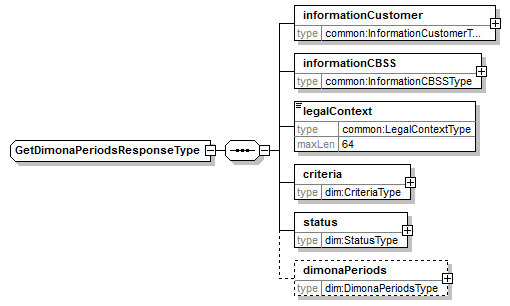 informationCustomer
type common:InformationCustomerT...
informationCBSS
type common:InformationCBSSType
legalContext
type common:LegalContextType
maxLen 64
GetDimonaPeriodsResponseType
criteria
type dim:CriteriaType
status
type dim:StatusType
dimonaPeriods
type dim:DimonaPeriodsType